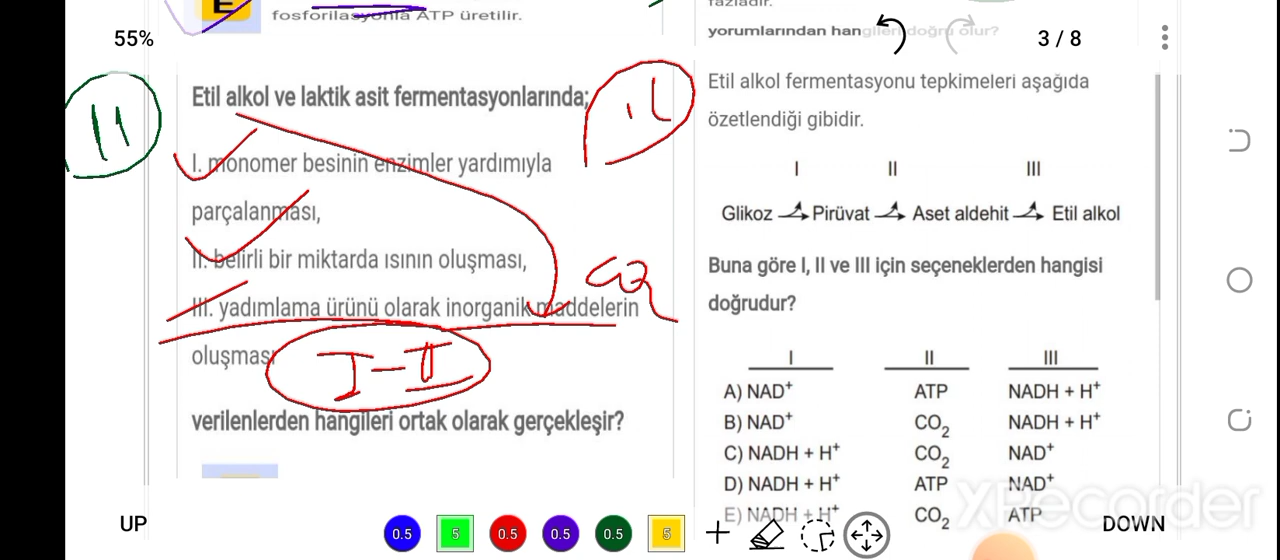 E
fosforilasyonla ATP üretilir.
55%
11
Etil alkol ve laktik asit fermentasyonlarında;
I. monomer besinin enzimler yardımıyla
parçalanması,
II. belirli bir miktarda ısının oluşması,
CO2
III. yadımlama ürünü olarak inorganik maddelerin
oluşması
I-II
verilenlerden hangileri ortak olarak gerçekleşir?
UP
fazladır.
yorumlarından hangileri doğru olur?
3 / 8
Etil alkol fermentasyonu tepkimeleri aşağıda
özetlendiği gibidir.
I II III
Glikoz Pirüvat Aset aldehit Etil alkol
Buna göre I, II ve III için seçeneklerden hangisi
doğrudur?
I II III
A) NAD+ ATP NADH + H+
B) NAD+ CO2 NADH + H+
C) NADH + H+ CO2 NAD+
D) NADH + H+ ATP NAD+
E) NADH + H+ CO2 ATP
XRecorder
DOWN
0.5 5 0.5 0.5 0.5 5